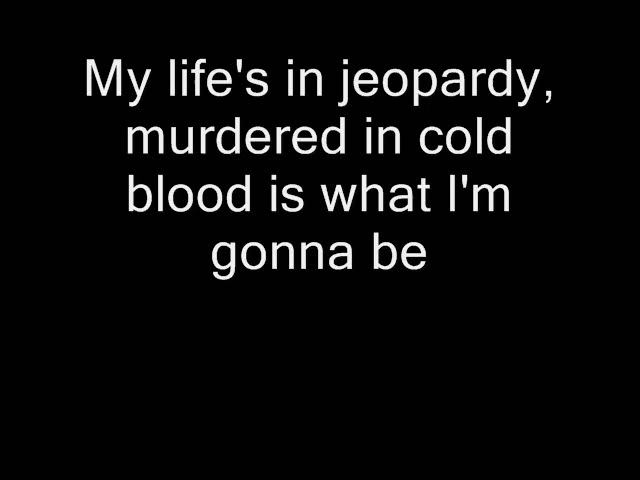 My life's in jeopardy,
murdered in cold
blood is what I'm
gonna be